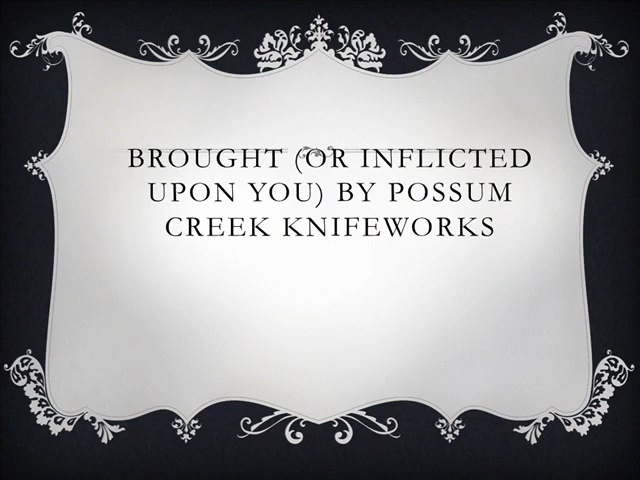 BROUGHT (OR INFLICTED
UPON YOU) BY POSSUM
CREEK KNIFEWORKS